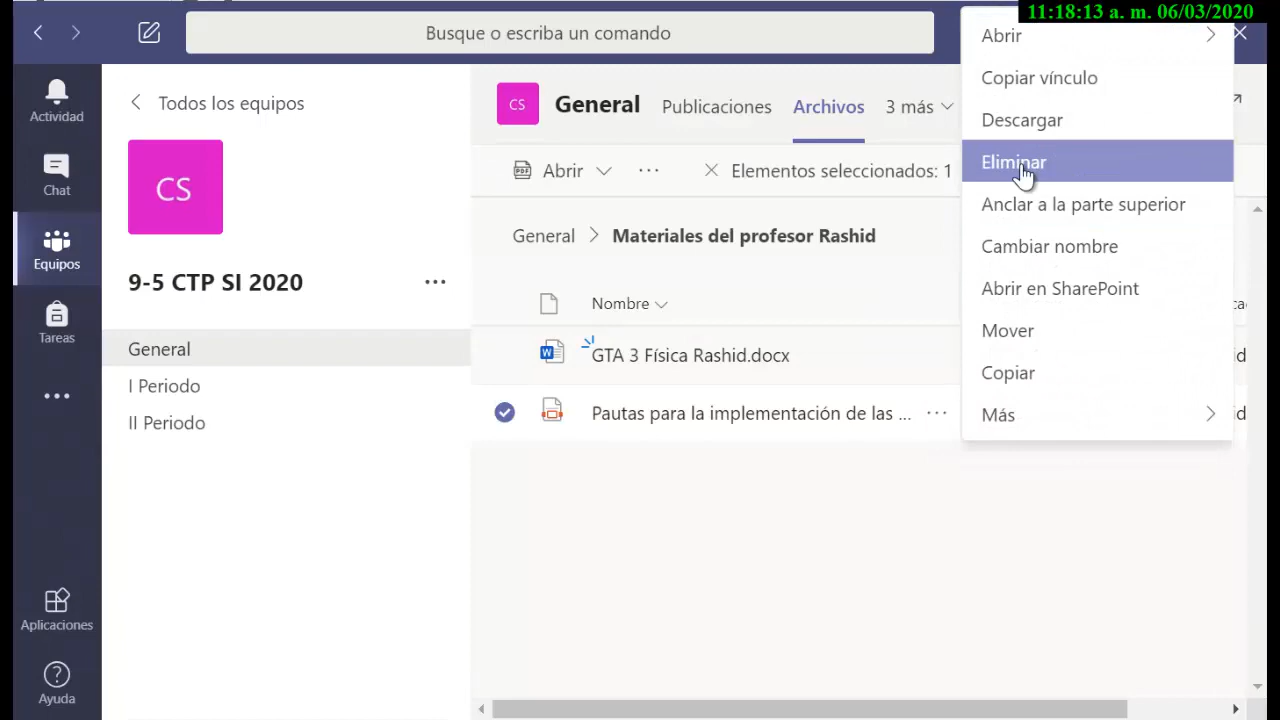 11:18:13 a. m. 06/03/2020
Busque o escriba un comando
Actividad
Chat
Equipos
Tareas
Aplicaciones
Ayuda
Todos los equipos
CS
9-5 CTP SI 2020
General
I Periodo
II Periodo
CS General Publicaciones Archivos 3 más
Abrir Elementos seleccionados: 1
General Materiales del profesor Rashid
Nombre
GTA 3 Física Rashid.docx
Pautas para la implementación de las ...
Abrir
Copiar vínculo
Descargar
Eliminar
Anclar a la parte superior
Cambiar nombre
Abrir en SharePoint
Mover
Copiar
Más